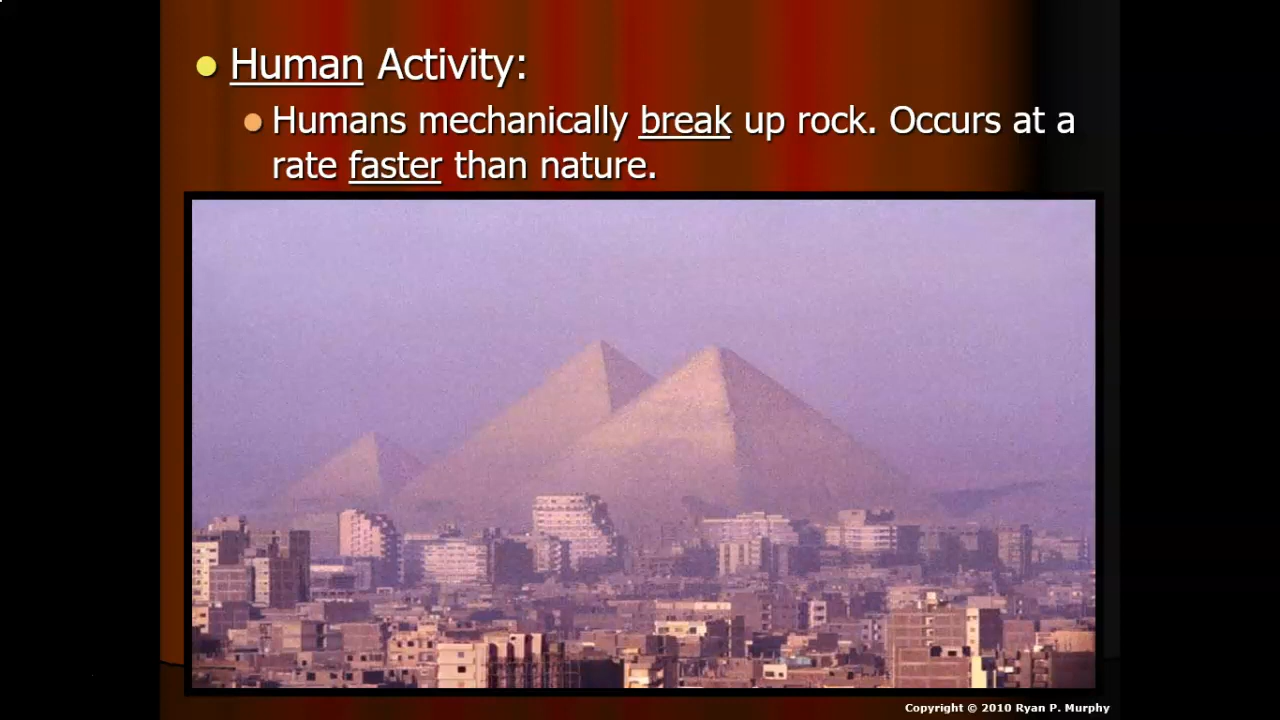 Human Activity:
Humans mechanically break up rock. Occurs at a
rate faster than nature.
Copyright © 2010 Ryan P. Murphy